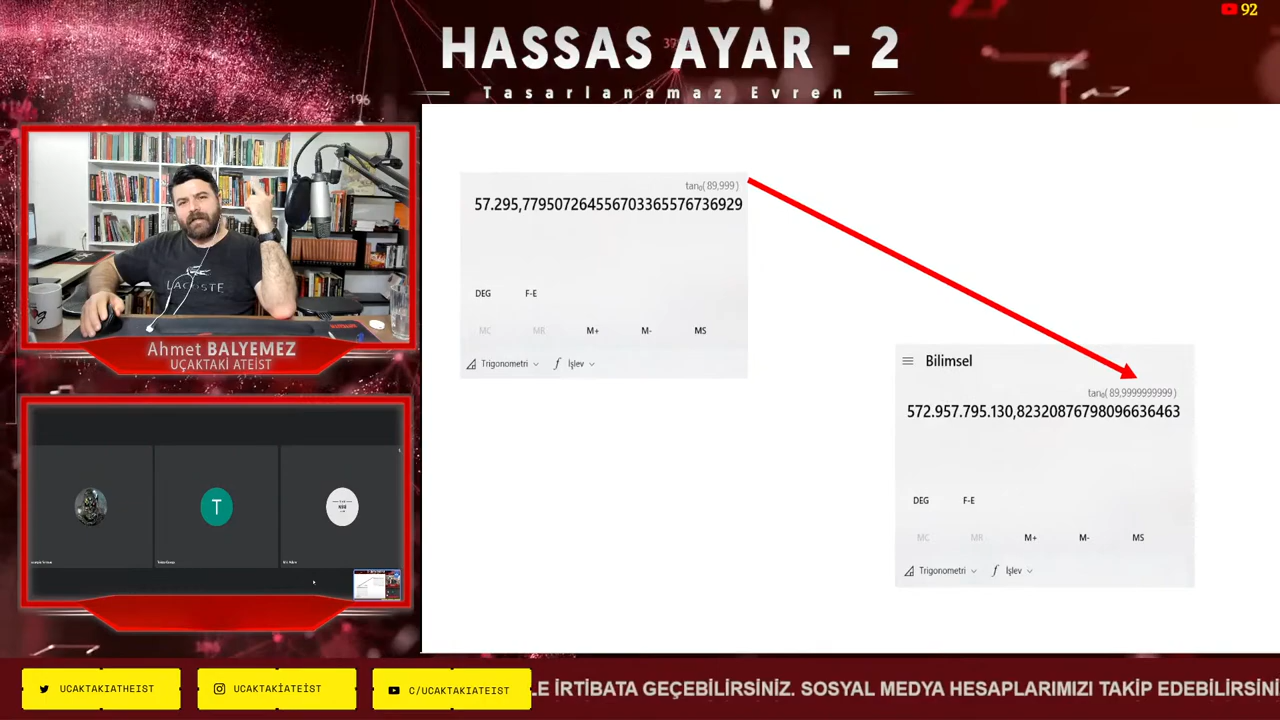 92
HASSAS AYAR - 2
Tasarlanamaz Evren
196
LACOSTE
Ahmet BALYEMEZ
UÇAKTAKİ ATEİST
T
tan₀( 89,999 )
57.295,779507264556703365576736929
DEG F-E
MC MR M+ M- MS
Trigonometri f İşlev
Bilimsel
tan₀( 89,9999999999 )
572.957.795.130,82320876798096636463
DEG F-E
MC MR M+ M- MS
Trigonometri f İşlev
UCAKTAKIATHEIST
UCAKTAKİATEİST
C/UCAKTAKIATEIST
LE İRTİBATA GEÇEBİLİRSİNİZ. SOSYAL MEDYA HESAPLARIMIZI TAKİP EDEBİLİRSİNİ